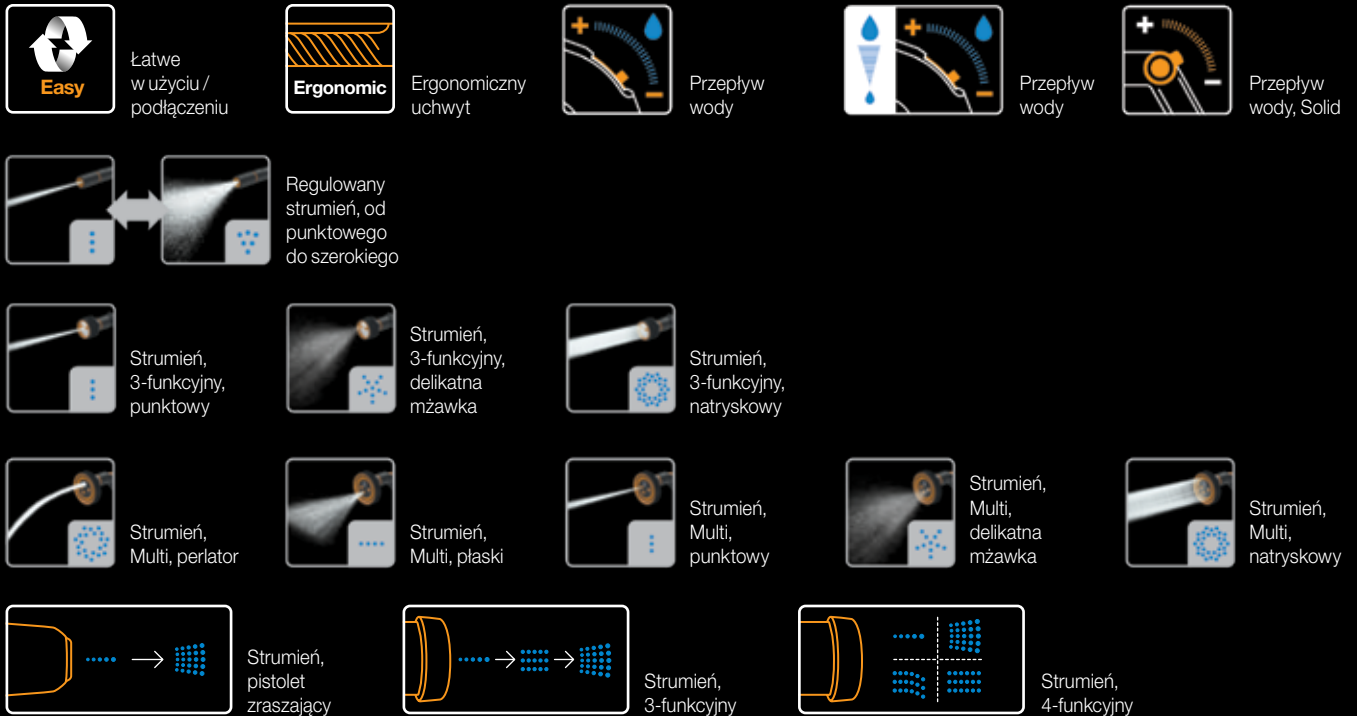 Easy
Łatwe
w użyciu /
podłączeniu
Ergonomic
Ergonomiczny
uchwyt
Przepływ
wody
Przepływ
wody
Przepływ
wody, Solid
Regulowany
strumień, od
punktowego
do szerokiego
Strumień,
3-funkcyjny,
punktowy
Strumień,
3-funkcyjny,
delikatna
mżawka
Strumień,
3-funkcyjny,
natryskowy
Strumień,
Multi, perlator
Strumień,
Multi, płaski
Strumień,
Multi,
punktowy
Strumień,
Multi,
delikatna
mżawka
Strumień,
Multi,
natryskowy
Strumień,
pistolet
zraszający
Strumień,
3-funkcyjny
Strumień,
4-funkcyjny